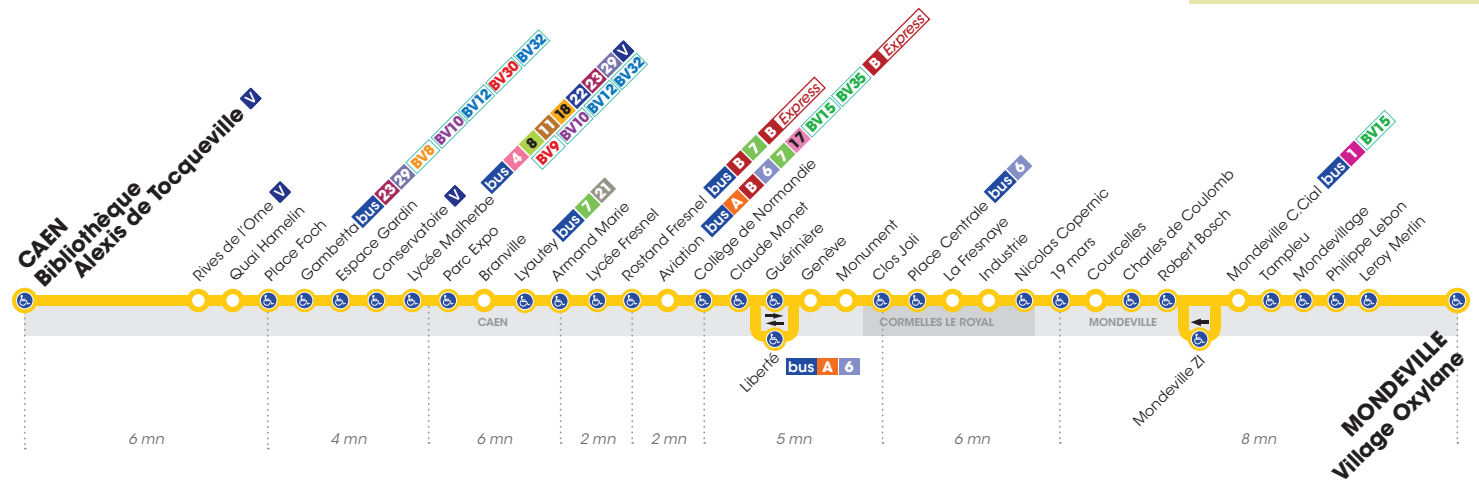 CAEN
Bibliothèque
Alexis de Tocqueville V
Rives de l'Orne V
Quai Hamelin
Place Foch
Gambetta bus 23 29 BV8 BV10 BV12 BV30 BV32
Espace Gardin
Conservatoire V
Lycée Malherbe bus 4 8 11 18 22 23 29 V
BV9 BV10 BV12 BV32
Parc Expo
Branville
Lyautey bus 7 21
Armand Marie
Lycée Fresnel
Rostand Fresnel bus B 7 B Express
Aviation bus A B 6 7 17 BV15 BV35 B Express
Collège de Normandie
Claude Monet
Guérinière
Genève
Monument
Clos Joli
Place Centrale bus 6
La Fresnaye
Industrie
Nicolas Copernic
19 mars
Courcelles
Charles de Coulomb
Robert Bosch
Mondeville C.Cial bus 1 BV15
Tampleu
Mondevillage
Philippe Lebon
Leroy Merlin
CAEN
CORMELLES LE ROYAL
MONDEVILLE
Liberté bus A 6
Mondeville ZI
MONDEVILLE
Village Oxylane
6 mn
4 mn
6 mn
2 mn
2 mn
5 mn
6 mn
8 mn